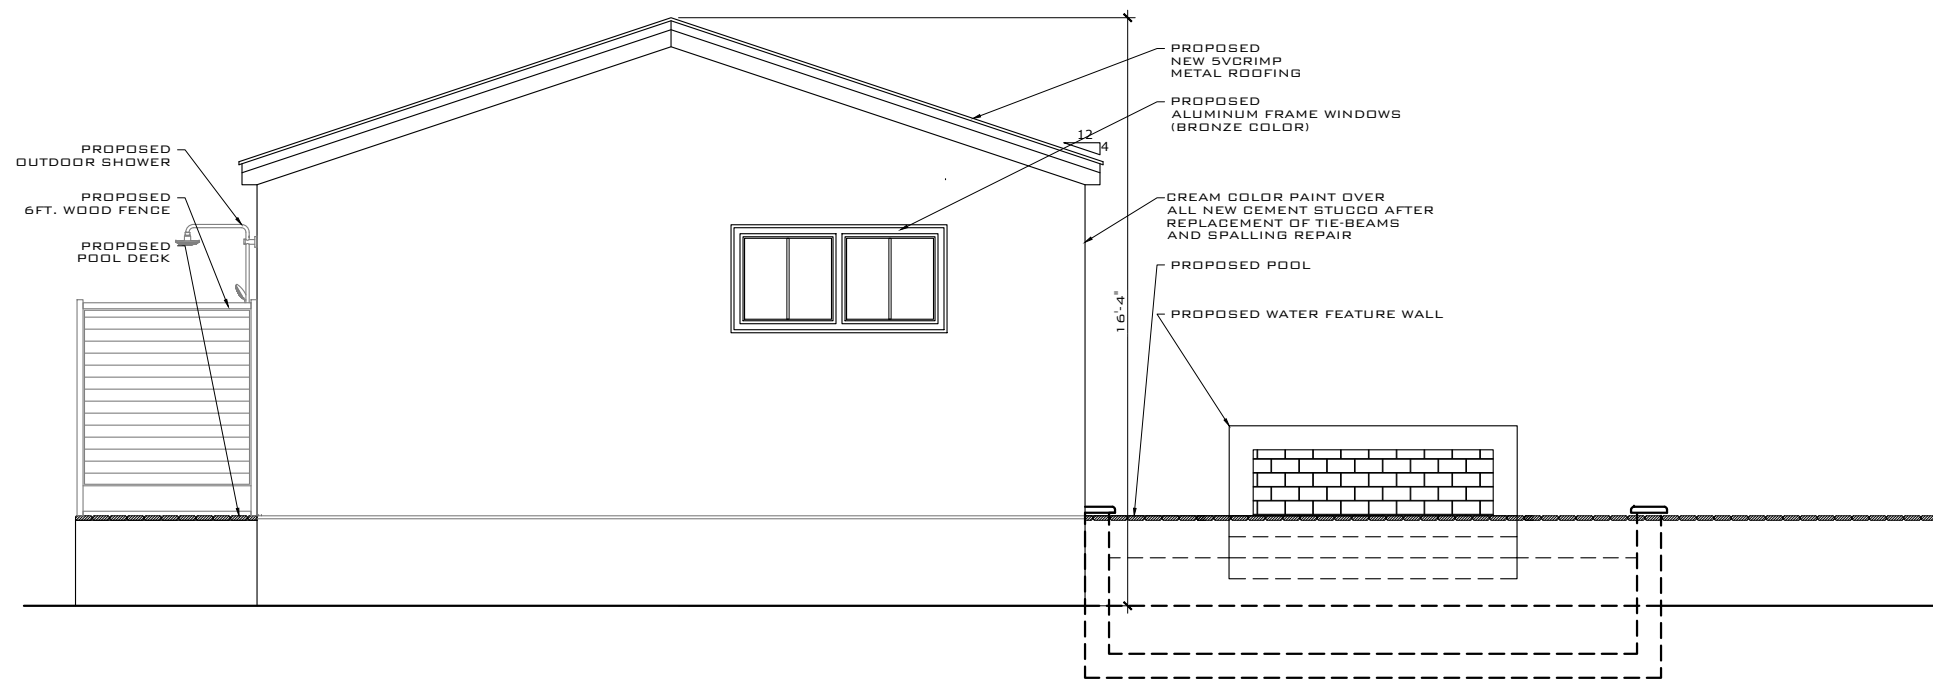 PROPOSED
NEW 5VCRIMP
METAL ROOFING
PROPOSED
ALUMINUM FRAME WINDOWS
(BRONZE COLOR)
12
4
PROPOSED
OUTDOOR SHOWER
PROPOSED
6FT. WOOD FENCE
PROPOSED
POOL DECK
CREAM COLOR PAINT OVER
ALL NEW CEMENT STUCCO AFTER
REPLACEMENT OF TIE-BEAMS
AND SPALLING REPAIR
PROPOSED POOL
16'-4"
PROPOSED WATER FEATURE WALL